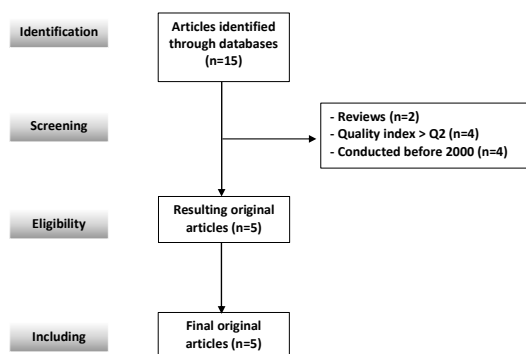 Identification
Articles identified
through databases
(n=15)
Screening
- Reviews (n=2)
- Quality index > Q2 (n=4)
- Conducted before 2000 (n=4)
Eligibility
Resulting original
articles (n=5)
Including
Final original
articles (n=5)